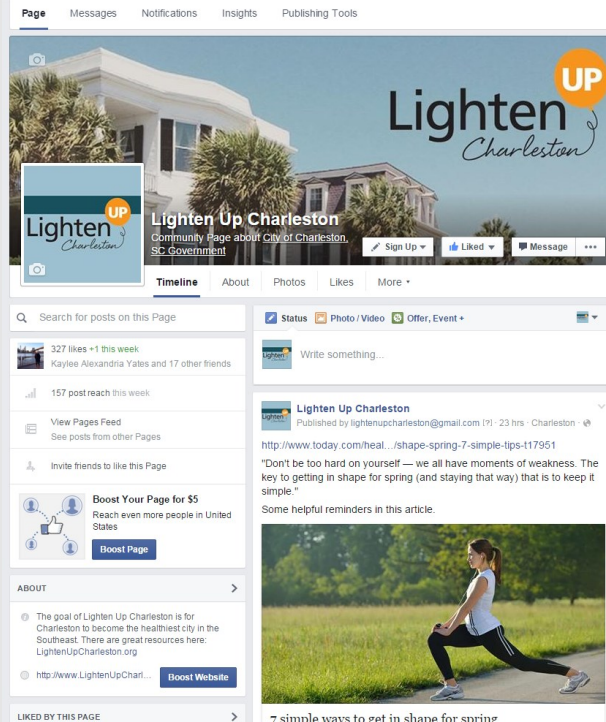 Page Messages Notifications Insights Publishing Tools
Lighten UP
Charleston
Lighten UP
Charleston
Lighten Up Charleston
Community Page about City of Charleston,
SC Government
Sign Up Liked Message
Timeline About Photos Likes More
Search for posts on this Page
327 likes +1 this week
Kaylee Alexandria Yates and 17 other friends
157 post reach this week
View Pages Feed
See posts from other Pages
Invite friends to like this Page
Boost Your Page for $5
Reach even more people in United
States
Boost Page
ABOUT
The goal of Lighten Up Charleston is for
Charleston to become the healthiest city in the
Southeast. There are great resources here:
LightenUpCharleston.org
http://www.LightenUpCharl...
Boost Website
LIKED BY THIS PAGE
Status Photo / Video Offer, Event +
Lighten
Write something...
Lighten
Lighten Up Charleston
Published by lightenupcharleston@gmail.com [?] · 23 hrs · Charleston ·
http://www.today.com/heal.../shape-spring-7-simple-tips-t17951
"Don't be too hard on yourself — we all have moments of weakness. The
key to getting in shape for spring (and staying that way) that is to keep it
simple."
Some helpful reminders in this article.
7 simple ways to get in shape for spring